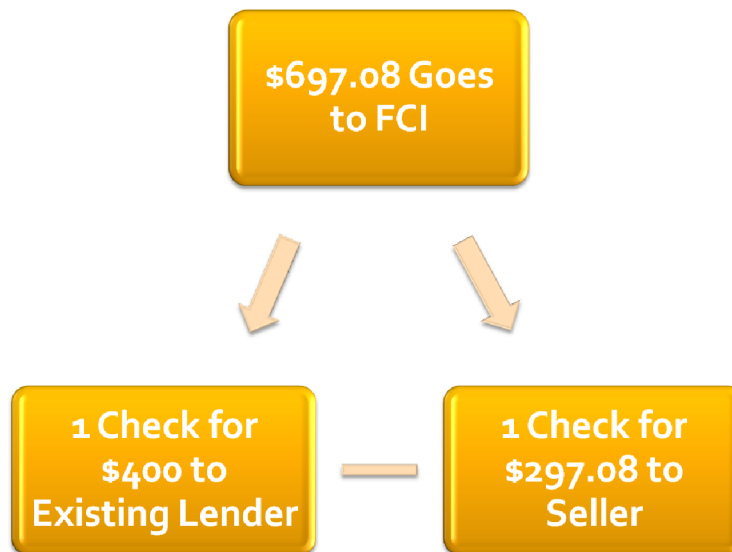 $697.08 Goes
to FCI
1 Check for
$400 to
Existing Lender
1 Check for
$297.08 to
Seller